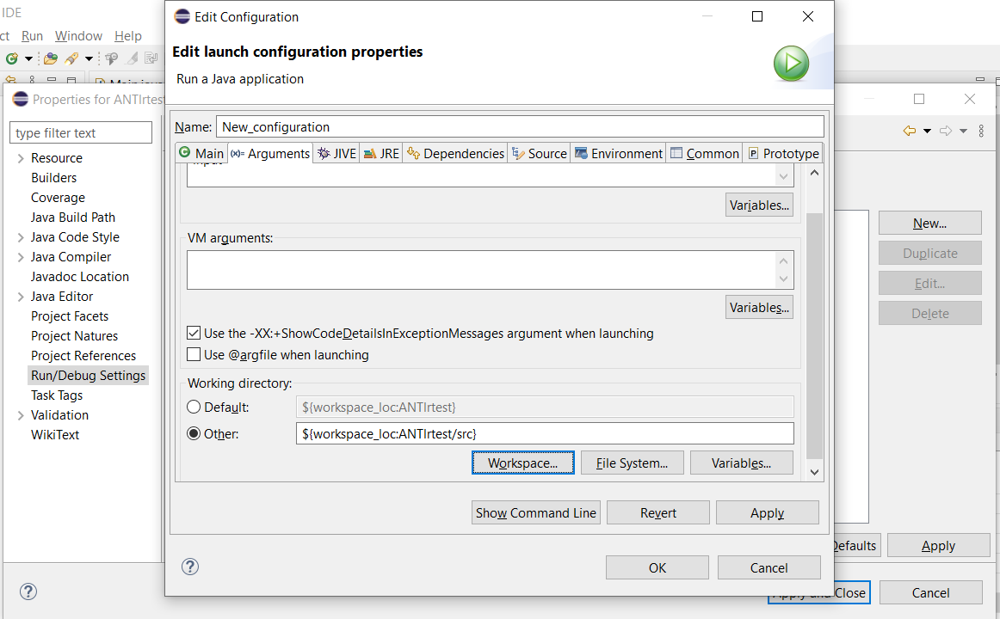 IDE
Edit Configuration
ct Run Window Help
Edit launch configuration properties
Run a Java application
Main.java
Properties for ANTlrtest
type filter text
Name: New_configuration
Main (x)= Arguments JIVE JRE Dependencies Source Environment Common Prototype
Resource
Builders
Coverage
Java Build Path
Java Code Style
Java Compiler
Javadoc Location
Java Editor
Project Facets
Project Natures
Project References
Run/Debug Settings
Task Tags
Validation
WikiText
Variables...
VM arguments:
Variables...
Use the -XX:+ShowCodeDetailsInExceptionMessages argument when launching
Use @argfile when launching
Working directory:
Default: ${workspace_loc:ANTlrtest}
Other: ${workspace_loc:ANTlrtest/src}
Workspace... File System... Variables...
Show Command Line Revert Apply
OK Cancel
New...
Duplicate
Edit...
Delete
Defaults Apply
Apply and Close Cancel